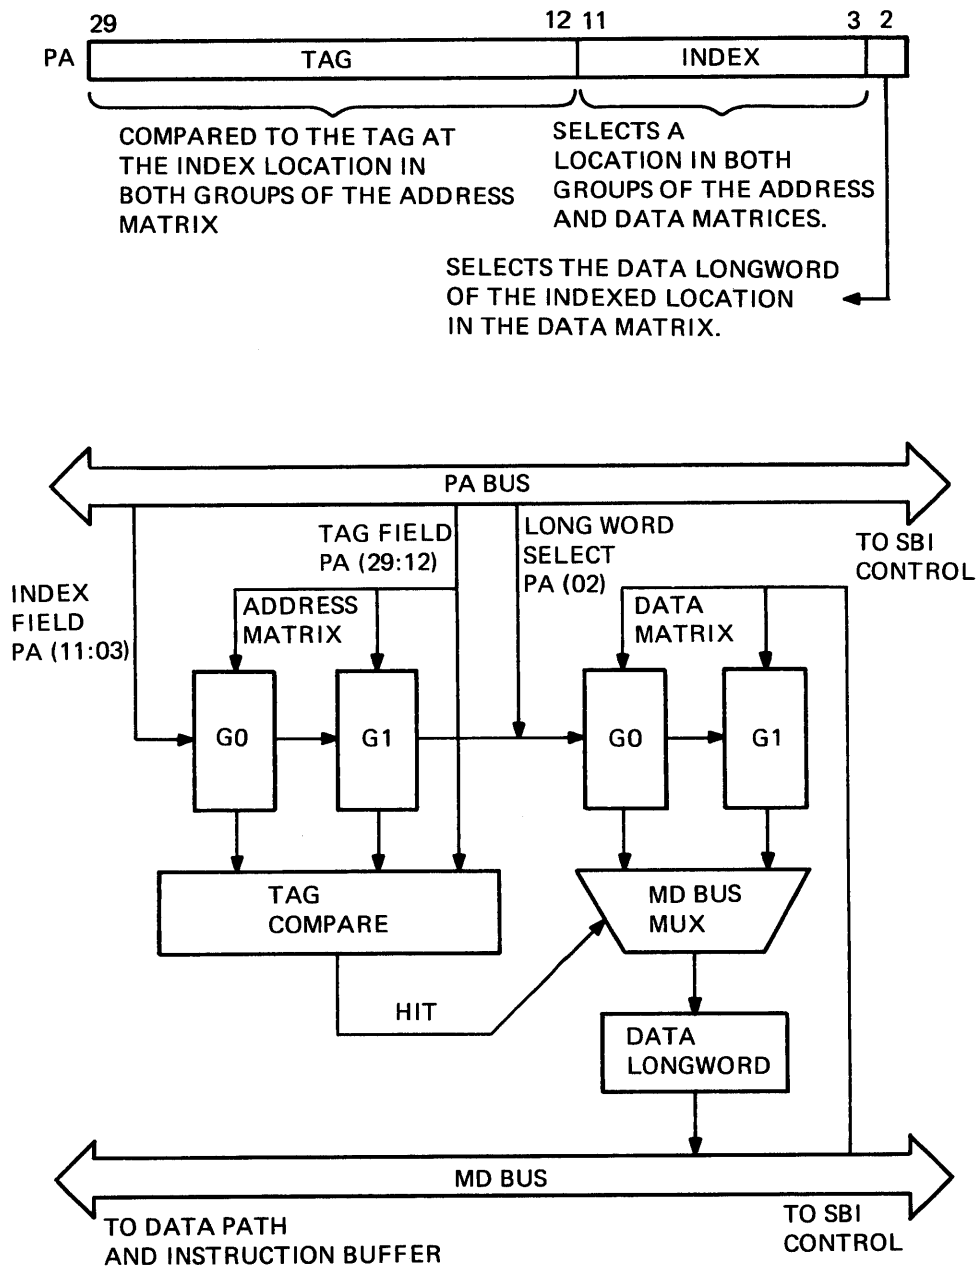 29 12 11 3 2
PA TAG INDEX
COMPARED TO THE TAG AT
THE INDEX LOCATION IN
BOTH GROUPS OF THE ADDRESS
MATRIX
SELECTS A
LOCATION IN BOTH
GROUPS OF THE ADDRESS
AND DATA MATRICES.
SELECTS THE DATA LONGWORD
OF THE INDEXED LOCATION
IN THE DATA MATRIX.
PA BUS
TO SBI
CONTROL
INDEX
FIELD
PA (11:03)
TAG FIELD
PA (29:12)
LONG WORD
SELECT
PA (02)
ADDRESS
MATRIX
DATA
MATRIX
G0 G1 G0 G1
TAG
COMPARE
MD BUS
MUX
HIT
DATA
LONGWORD
MD BUS
TO DATA PATH
AND INSTRUCTION BUFFER
TO SBI
CONTROL